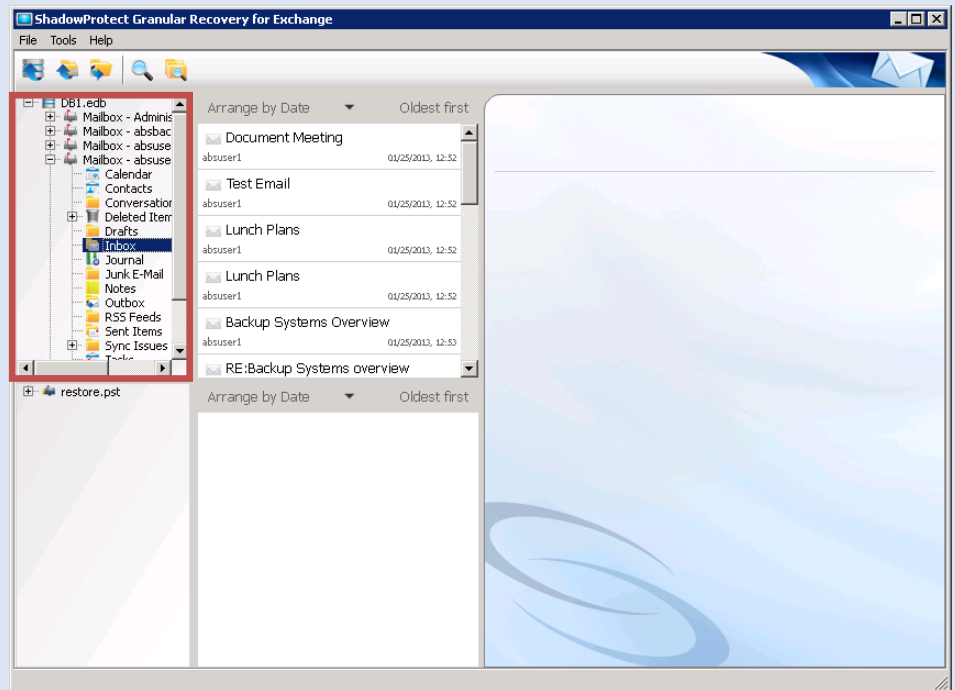 ShadowProtect Granular Recovery for Exchange
File Tools Help
DB1.edb
Mailbox - Adminis
Mailbox - absbac
Mailbox - absuse
Mailbox - absuse
Calendar
Contacts
Conversation
Deleted Item
Drafts
Inbox
Journal
Junk E-Mail
Notes
Outbox
RSS Feeds
Sent Items
Sync Issues
Tasks
restore.pst
Arrange by Date Oldest first
Document Meeting
absuser1 01/25/2013, 12:52
Test Email
absuser1 01/25/2013, 12:52
Lunch Plans
absuser1 01/25/2013, 12:52
Lunch Plans
absuser1 01/25/2013, 12:52
Backup Systems Overview
absuser1 01/25/2013, 12:53
RE:Backup Systems overview
Arrange by Date Oldest first